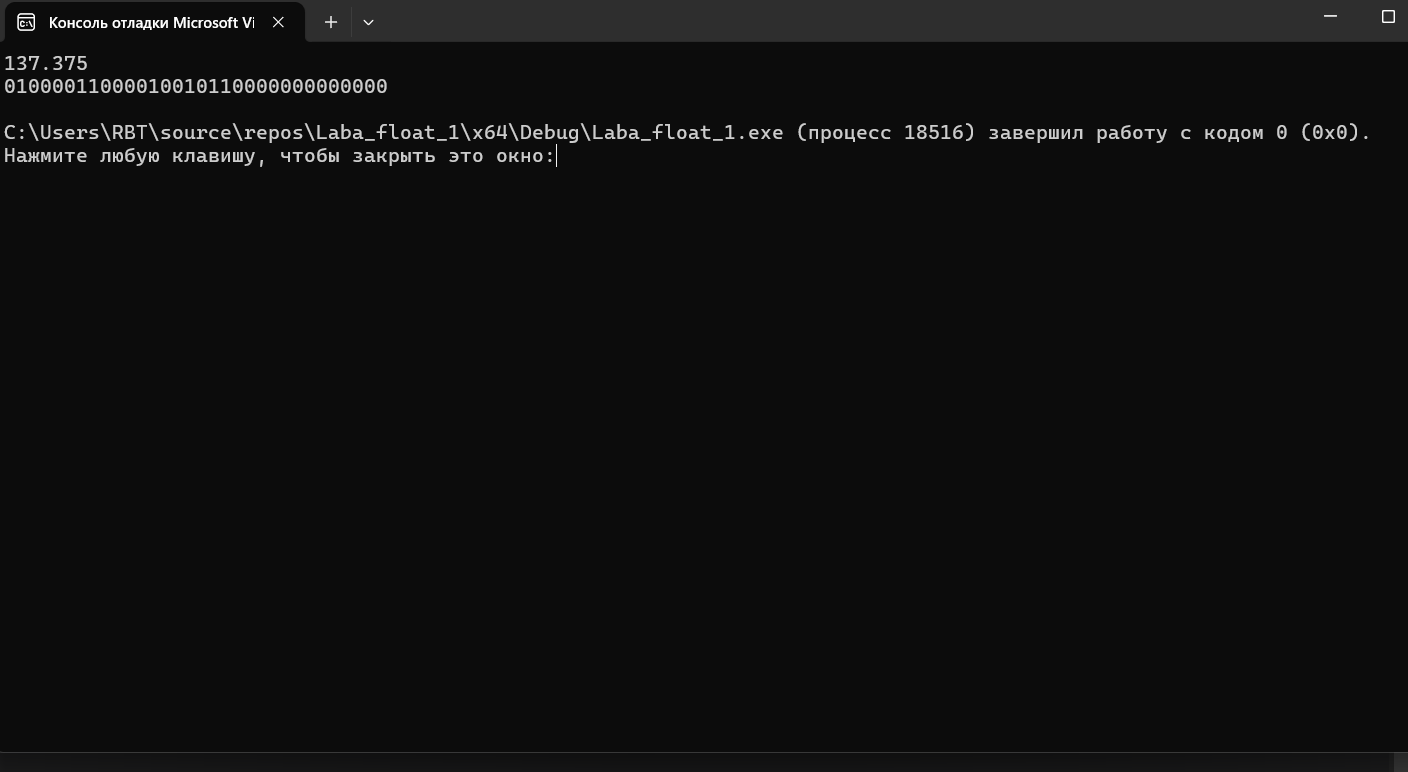 Консоль отладки Microsoft Vi
137.375
01000011000010010110000000000000
C:\Users\RBT\source\repos\Laba_float_1\x64\Debug\Laba_float_1.exe (процесс 18516) завершил работу с кодом 0 (0x0).
Нажмите любую клавишу, чтобы закрыть это окно: